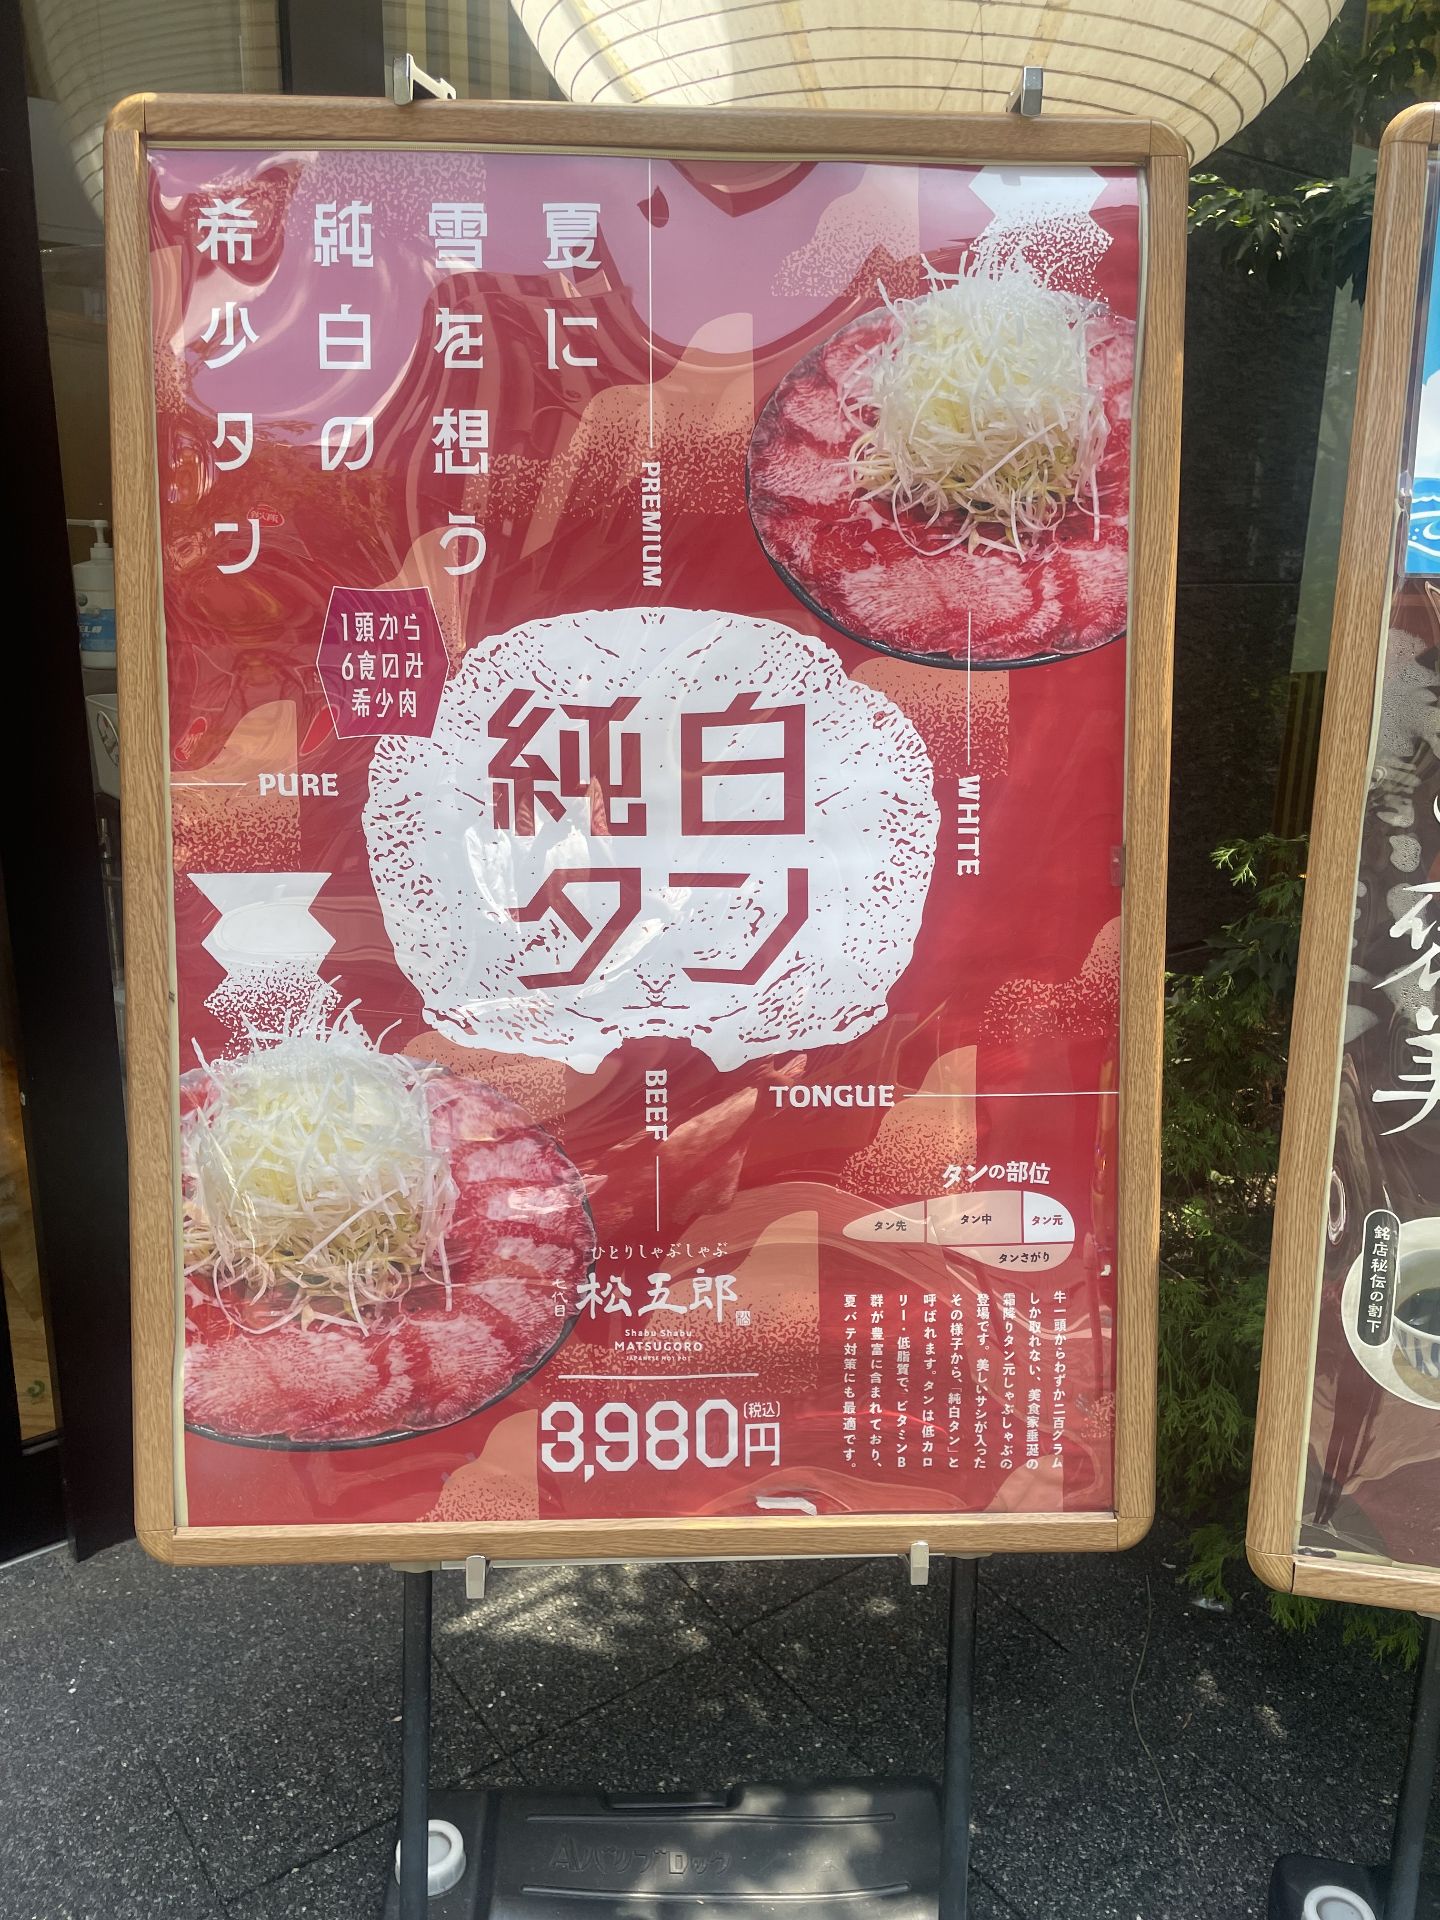 夏に
雪を想う
純白の
希少タン
PREMIUM
1頭から
6食のみ
希少肉
PURE
純白
タン
WHITE
BEEF
TONGUE
タンの部位
タン先
タン中
タン元
タンさがり
ひとりしゃぶしゃぶ
七代目
松五郎
Shabu Shabu
MATSUGORO
JAPANESE HOT POT
3,980円
(税込)
牛一頭からわずか二百グラム
しか取れない、美食家垂涎の
霜降りタン元しゃぶしゃぶの
登場です。美しいサシが入った
その様子から、「純白タン」と
呼ばれます。タンは低カロ
リー・低脂質で、ビタミンB
群が豊富に含まれており、
夏バテ対策にも最適です。
美
銘店秘伝の割下